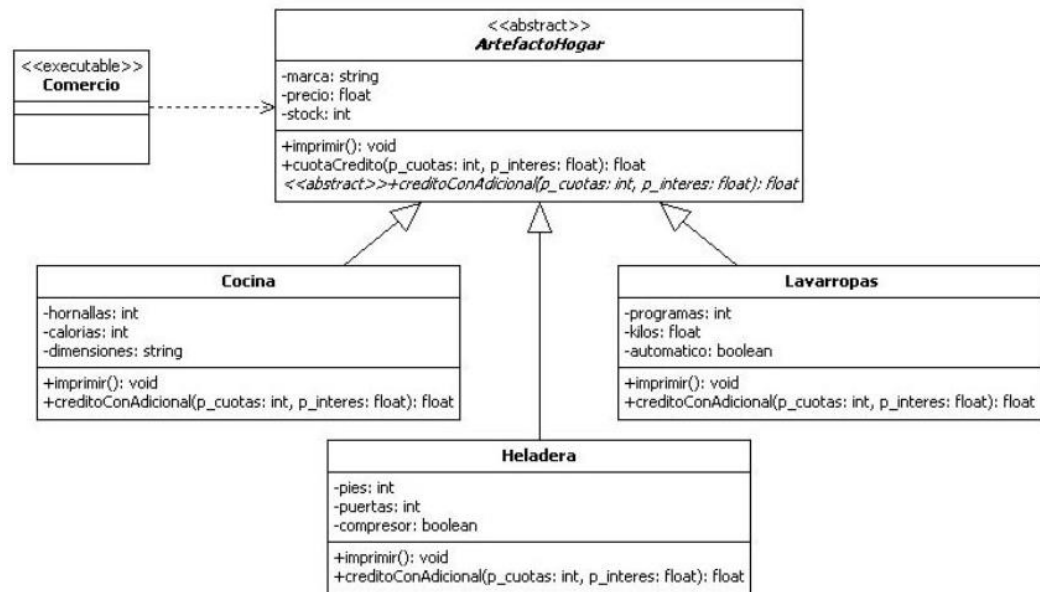 <<executable>>
Comercio
<<abstract>>
ArtefactoHogar
-marca: string
-precio: float
-stock: int
+imprimir(): void
+cuotaCredito(p_cuotas: int, p_interes: float): float
<<abstract>>+creditoConAdicional(p_cuotas: int, p_interes: float): float
Cocina
-hornallas: int
-calorias: int
-dimensiones: string
+imprimir(): void
+creditoConAdicional(p_cuotas: int, p_interes: float): float
Lavarropas
-programas: int
-kilos: float
-automatico: boolean
+imprimir(): void
+creditoConAdicional(p_cuotas: int, p_interes: float): float
Heladera
-pies: int
-puertas: int
-compresor: boolean
+imprimir(): void
+creditoConAdicional(p_cuotas: int, p_interes: float): float